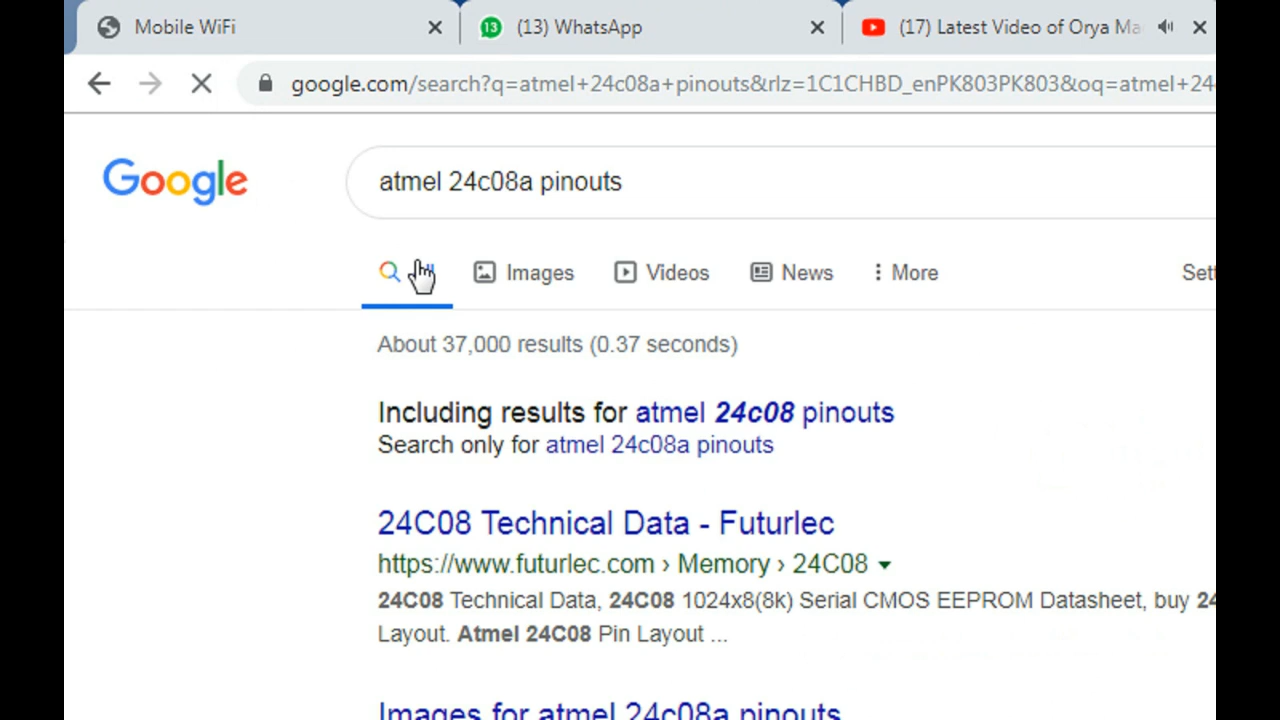 Mobile WiFi
13 (13) WhatsApp
(17) Latest Video of Orya Ma
google.com/search?q=atmel+24c08a+pinouts&rlz=1C1CHBD_enPK803PK803&oq=atmel+24
Google
atmel 24c08a pinouts
Images Videos News More Sett
About 37,000 results (0.37 seconds)
Including results for atmel 24c08 pinouts
Search only for atmel 24c08a pinouts
24C08 Technical Data - Futurlec
https://www.futurlec.com › Memory › 24C08
24C08 Technical Data, 24C08 1024x8(8k) Serial CMOS EEPROM Datasheet, buy 24
Layout. Atmel 24C08 Pin Layout ...
Images for atmel 24c08a pinouts